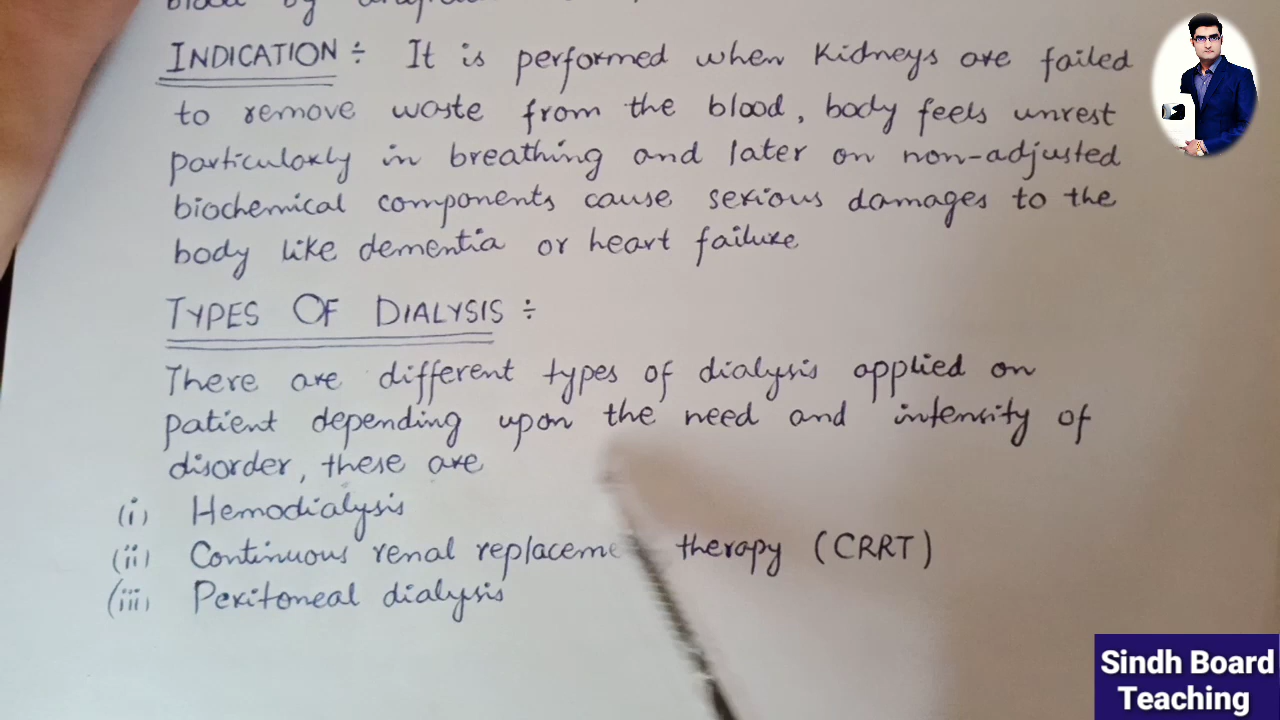 blood by
INDICATION ÷ It is performed when kidneys are failed
to remove waste from the blood, body feels unrest
particularly in breathing and later on non-adjusted
biochemical components cause serious damages to the
body like dementia or heart failure
TYPES OF DIALYSIS ÷
There are different types of dialysis applied on
patient depending upon the need and intensity of
disorder, these are
(i) Hemodialysis
(ii) Continuous renal replaceme therapy (CRRT)
(iii) Peritoneal dialysis
Sindh Board
Teaching